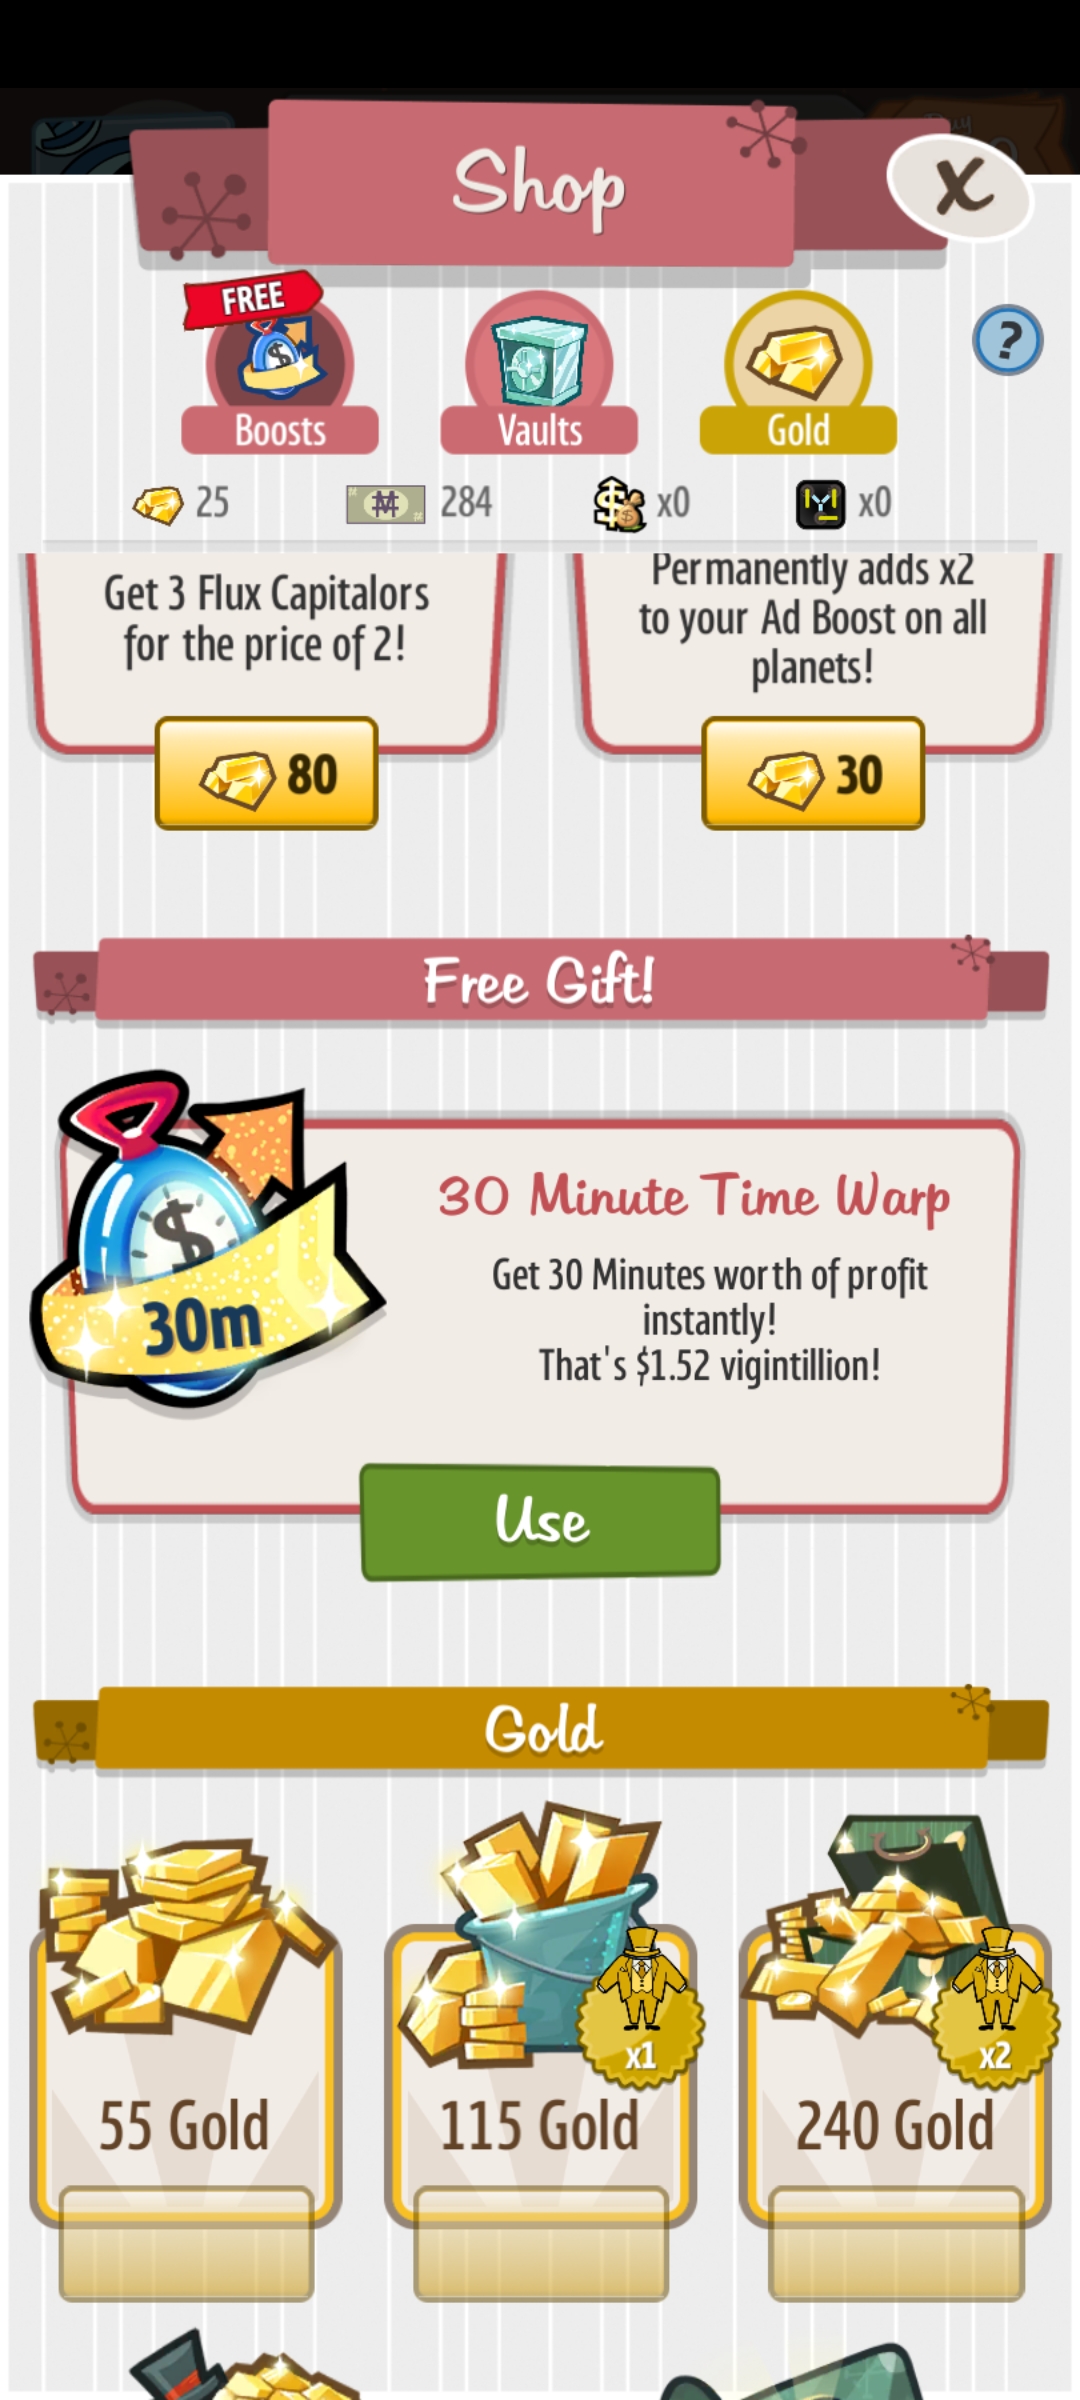 Shop
X
FREE
Boosts
Vaults
Gold
?
25
284
x0
x0
Get 3 Flux Capitalors
for the price of 2!
80
Permanently adds x2
to your Ad Boost on all
planets!
30
Free Gift!
30m
30 Minute Time Warp
Get 30 Minutes worth of profit
instantly!
That's $1.52 vigintillion!
Use
Gold
x1
x2
55 Gold
115 Gold
240 Gold